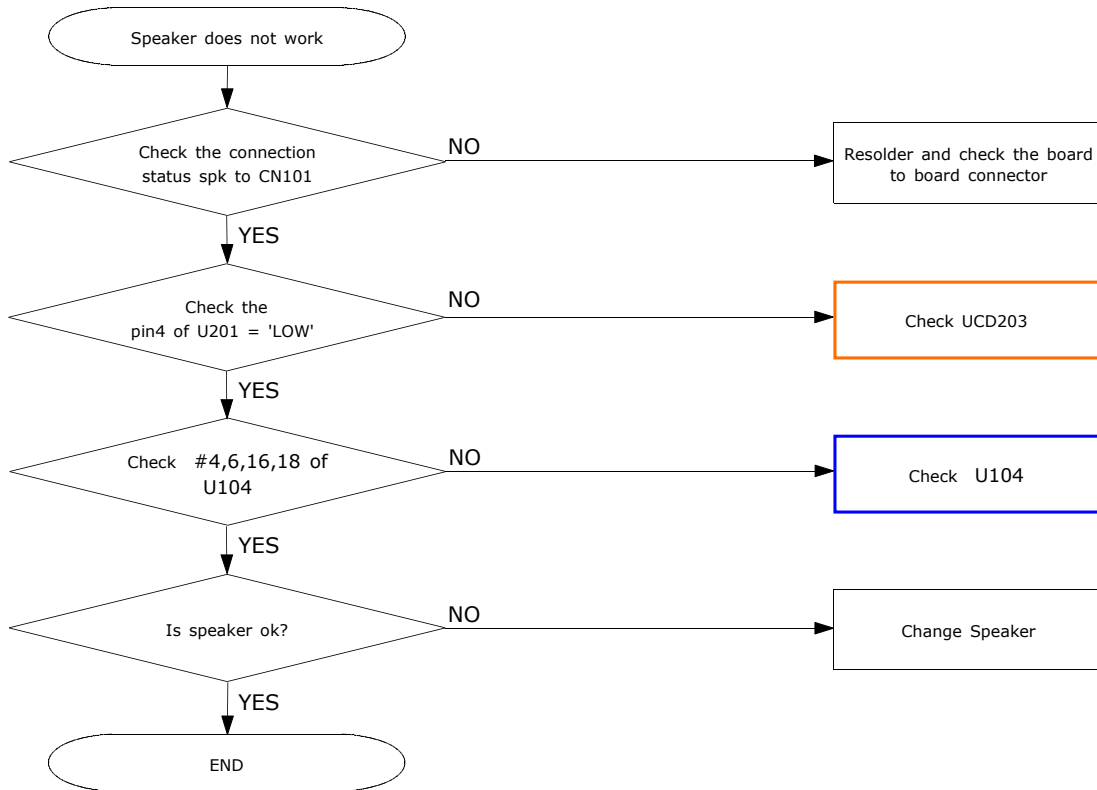 Speaker does not work
Check the connection
status spk to CN101
NO
Resolder and check the board
to board connector
YES
Check the
pin4 of U201 = 'LOW'
NO
Check UCD203
YES
Check #4,6,16,18 of
U104
NO
Check U104
YES
Is speaker ok?
NO
Change Speaker
YES
END